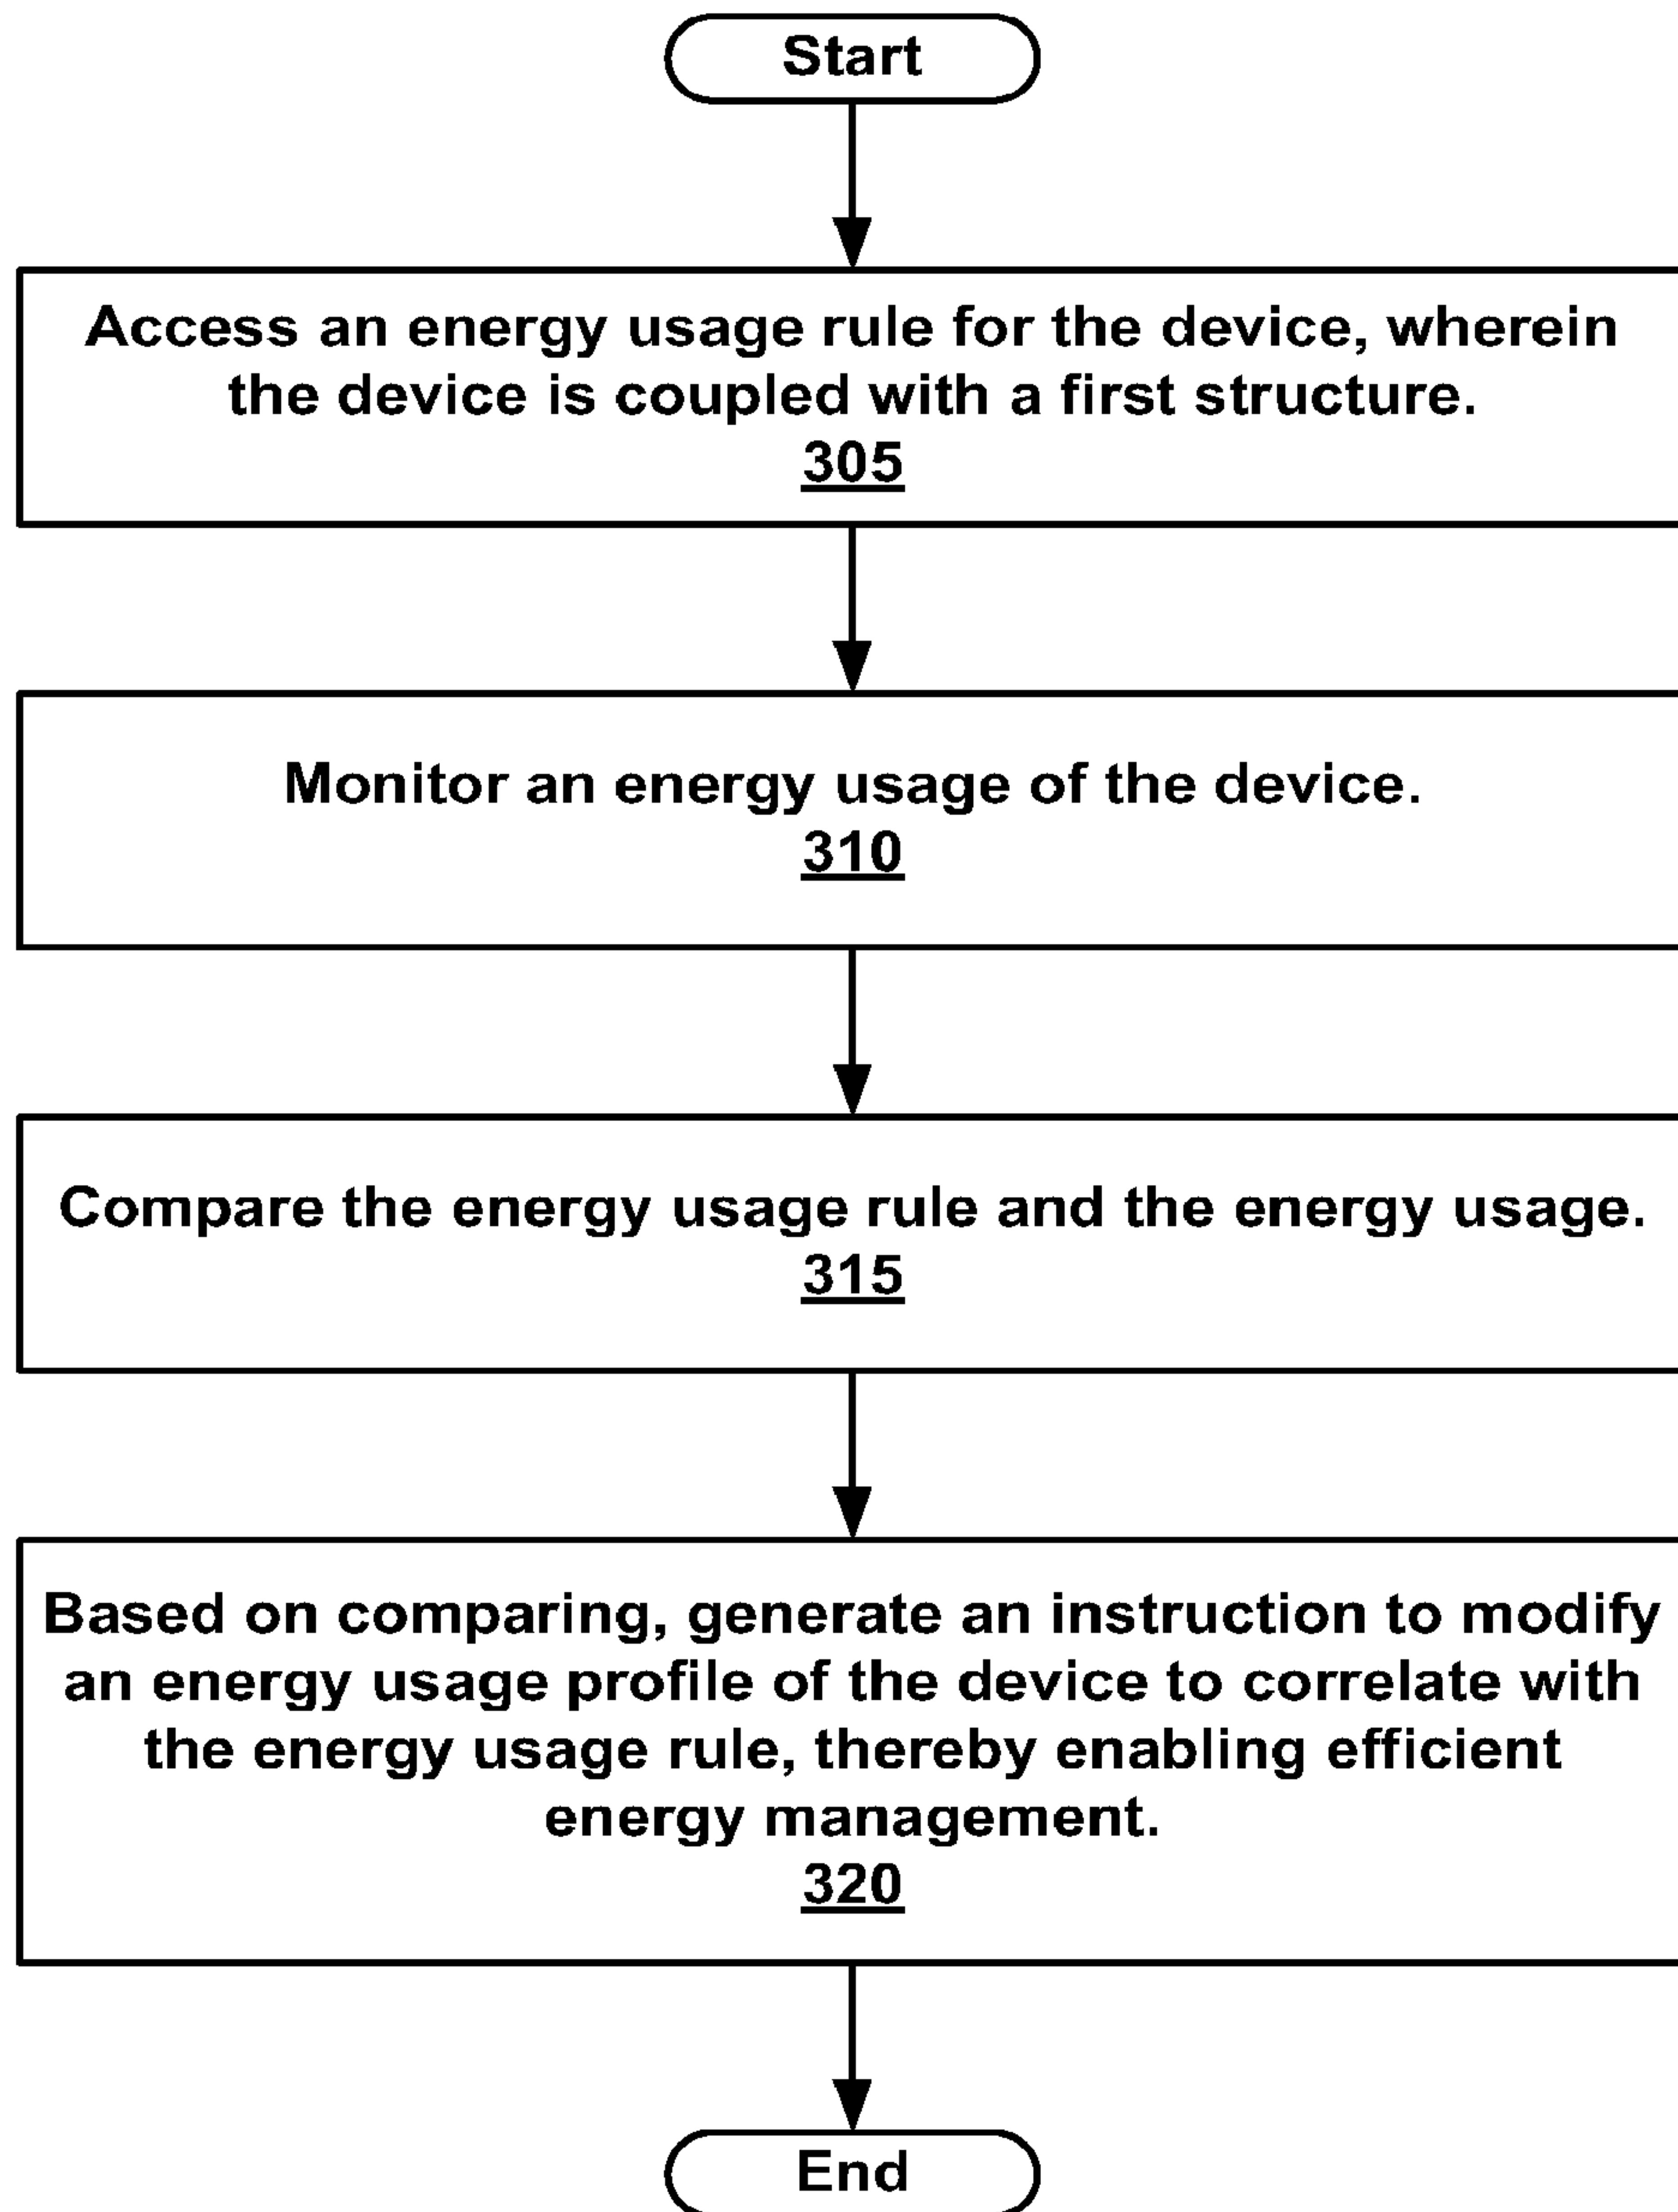 Start
Access an energy usage rule for the device, wherein
the device is coupled with a first structure.
305
Monitor an energy usage of the device.
310
Compare the energy usage rule and the energy usage.
315
Based on comparing, generate an instruction to modify
an energy usage profile of the device to correlate with
the energy usage rule, thereby enabling efficient
energy management.
320
End